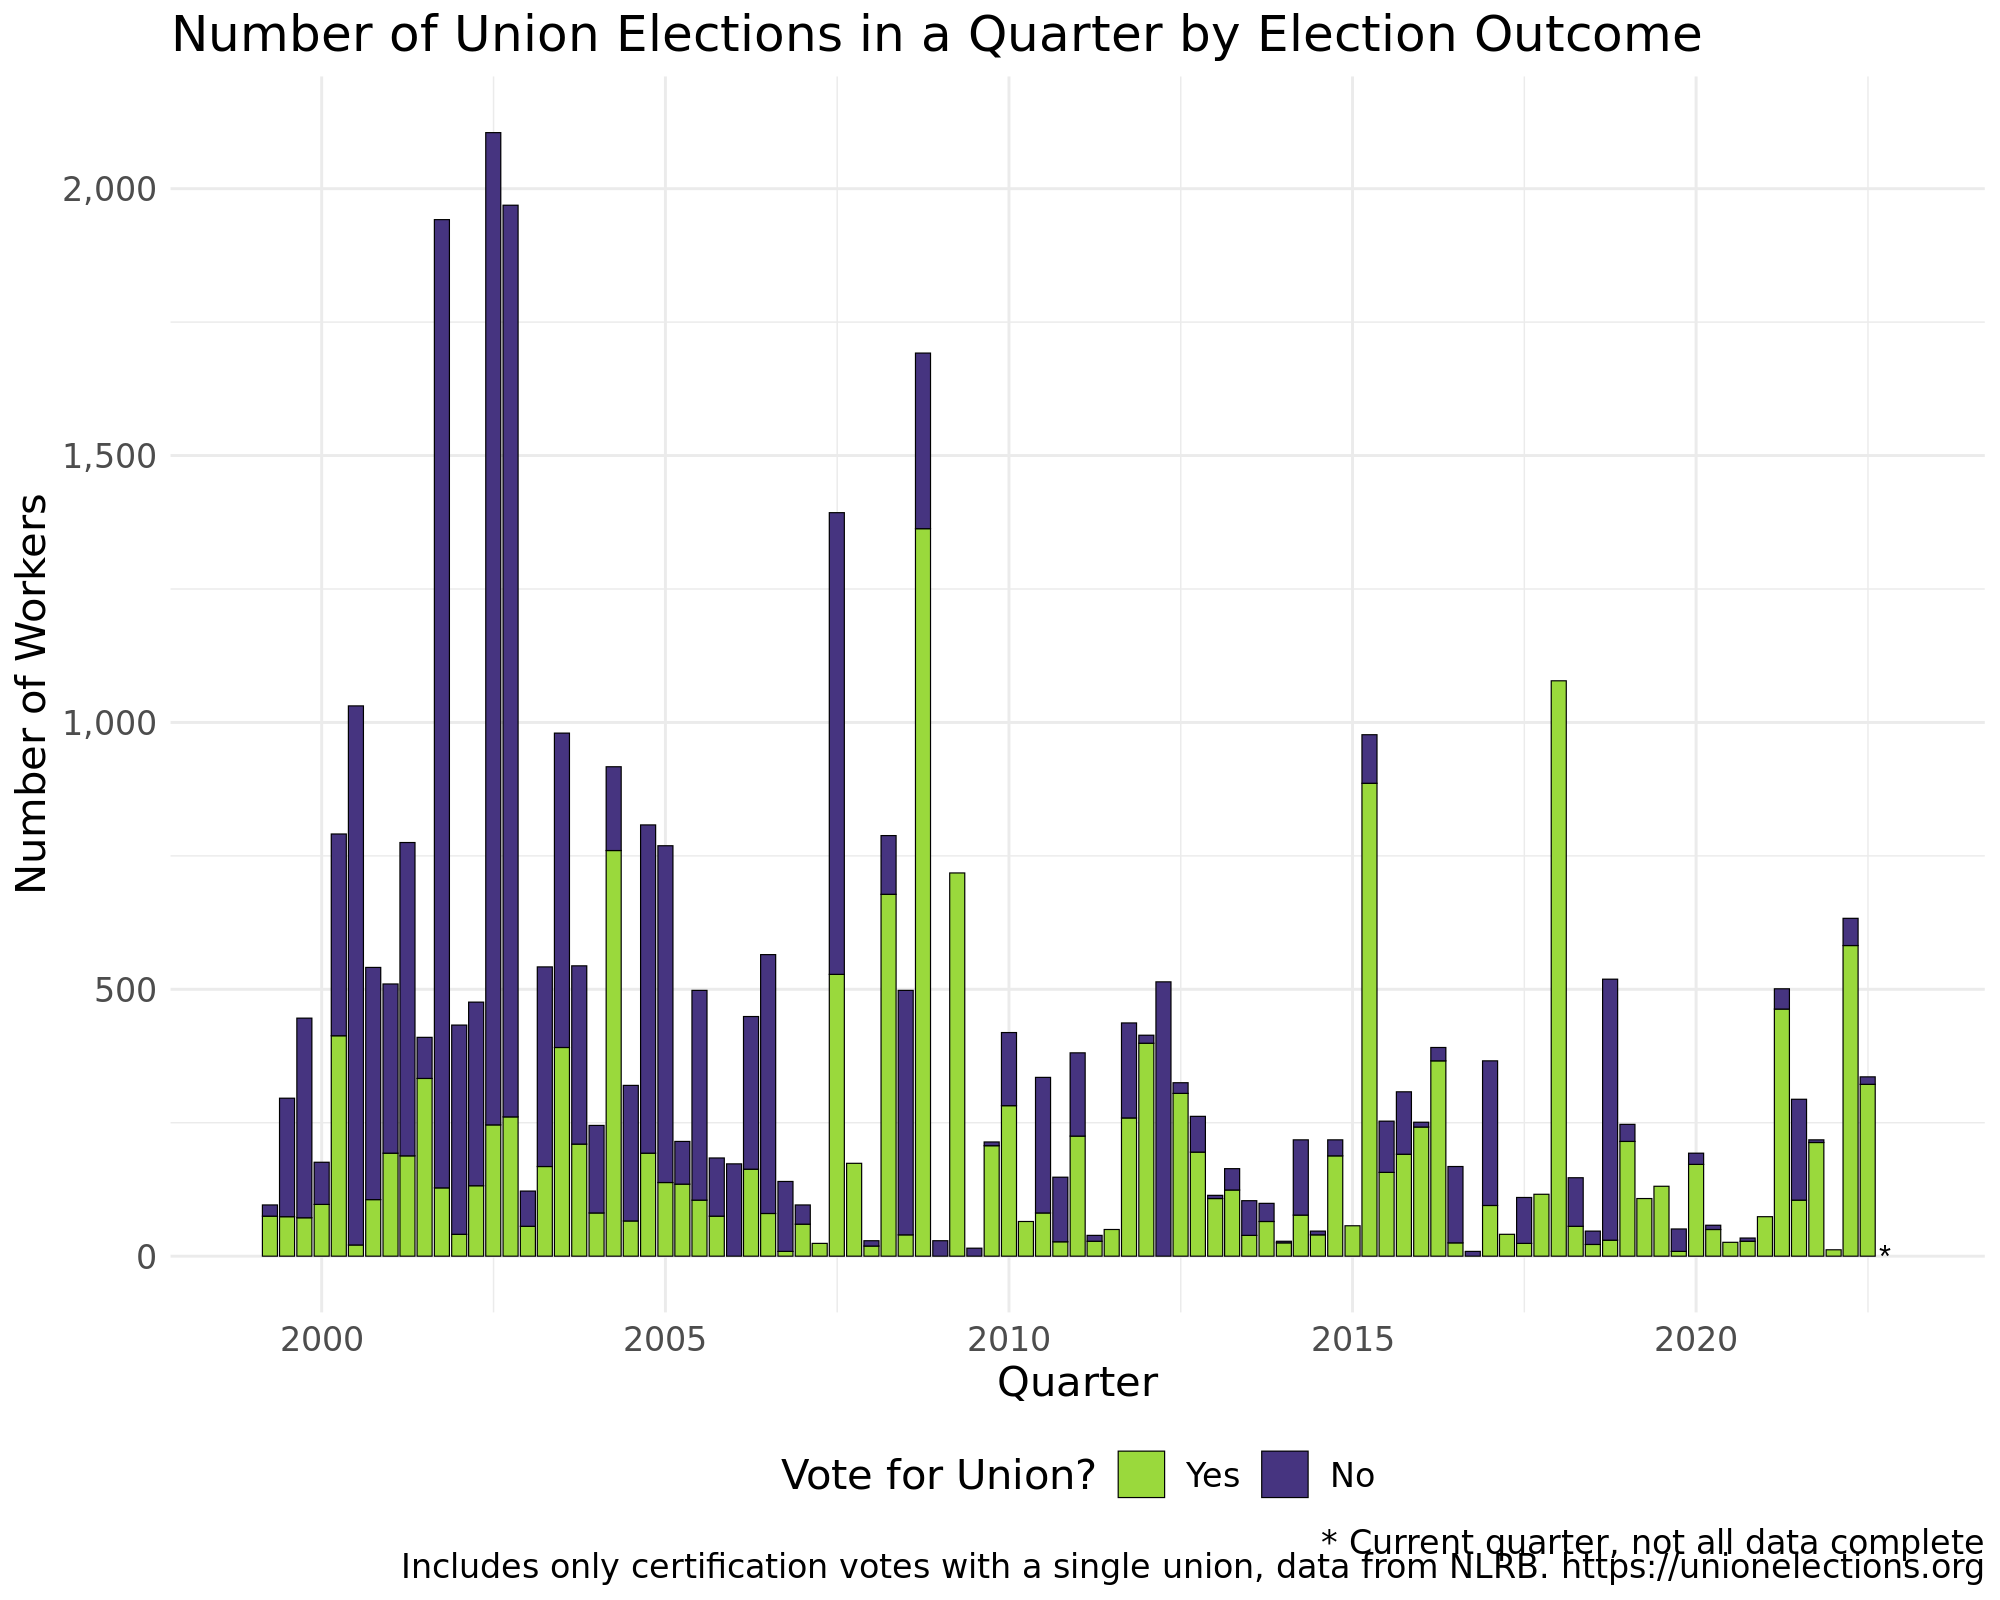 Number of Union Elections in a Quarter by Election Outcome
Number of Workers
2,000
1,500
1,000
500
0
*
2000 2005 2010 2015 2020
Quarter
Vote for Union? Yes No
* Current quarter, not all data complete
Includes only certification votes with a single union, data from NLRB. https://unionelections.org